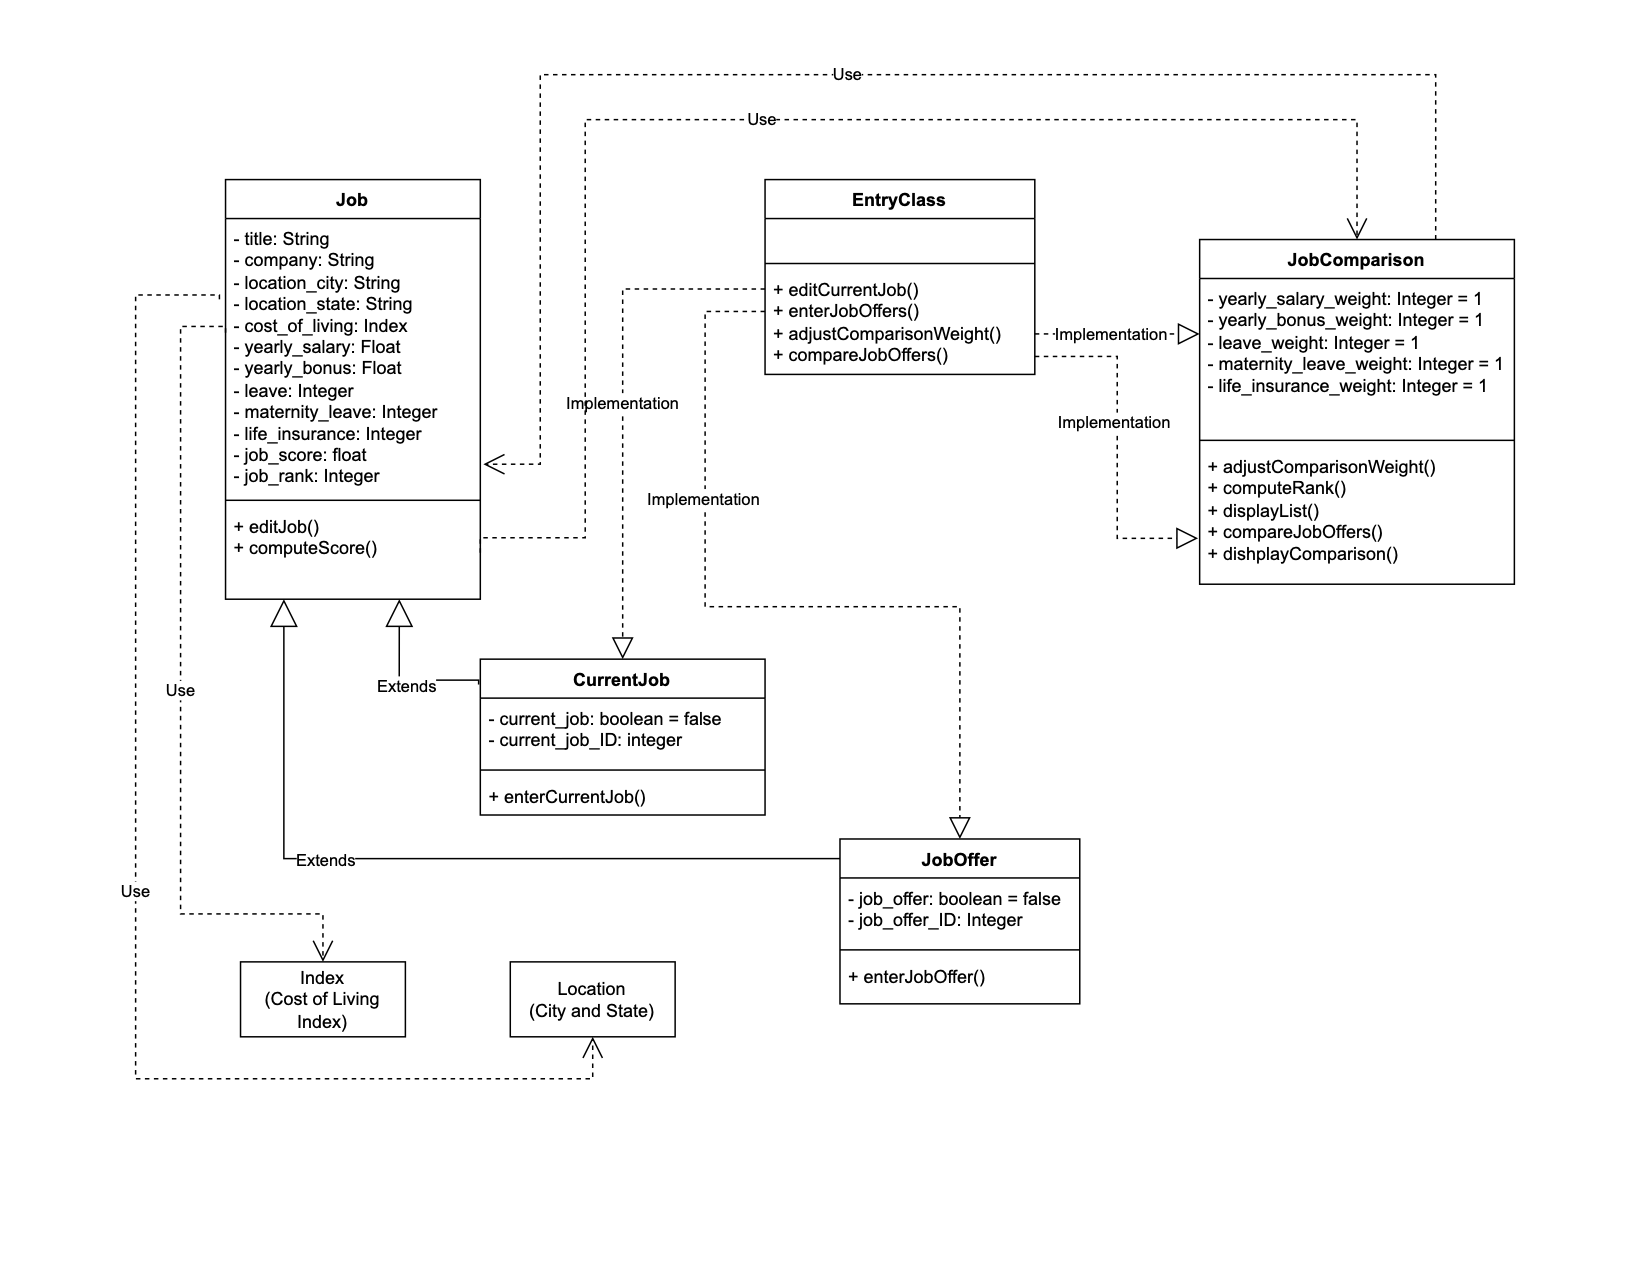 Use
Use
Job
- title: String
- company: String
- location_city: String
- location_state: String
- cost_of_living: Index
- yearly_salary: Float
- yearly_bonus: Float
- leave: Integer
- maternity_leave: Integer
- life_insurance: Integer
- job_score: float
- job_rank: Integer
+ editJob()
+ computeScore()
EntryClass
+ editCurrentJob()
+ enterJobOffers()
+ adjustComparisonWeight()
+ compareJobOffers()
Implementation
JobComparison
- yearly_salary_weight: Integer = 1
- yearly_bonus_weight: Integer = 1
- leave_weight: Integer = 1
- maternity_leave_weight: Integer = 1
- life_insurance_weight: Integer = 1
+ adjustComparisonWeight()
+ computeRank()
+ displayList()
+ compareJobOffers()
+ dishplayComparison()
Implementation
Implementation
Implementation
Extends
CurrentJob
- current_job: boolean = false
- current_job_ID: integer
+ enterCurrentJob()
Use
Extends
JobOffer
- job_offer: boolean = false
- job_offer_ID: Integer
+ enterJobOffer()
Use
Index
(Cost of Living
Index)
Location
(City and State)